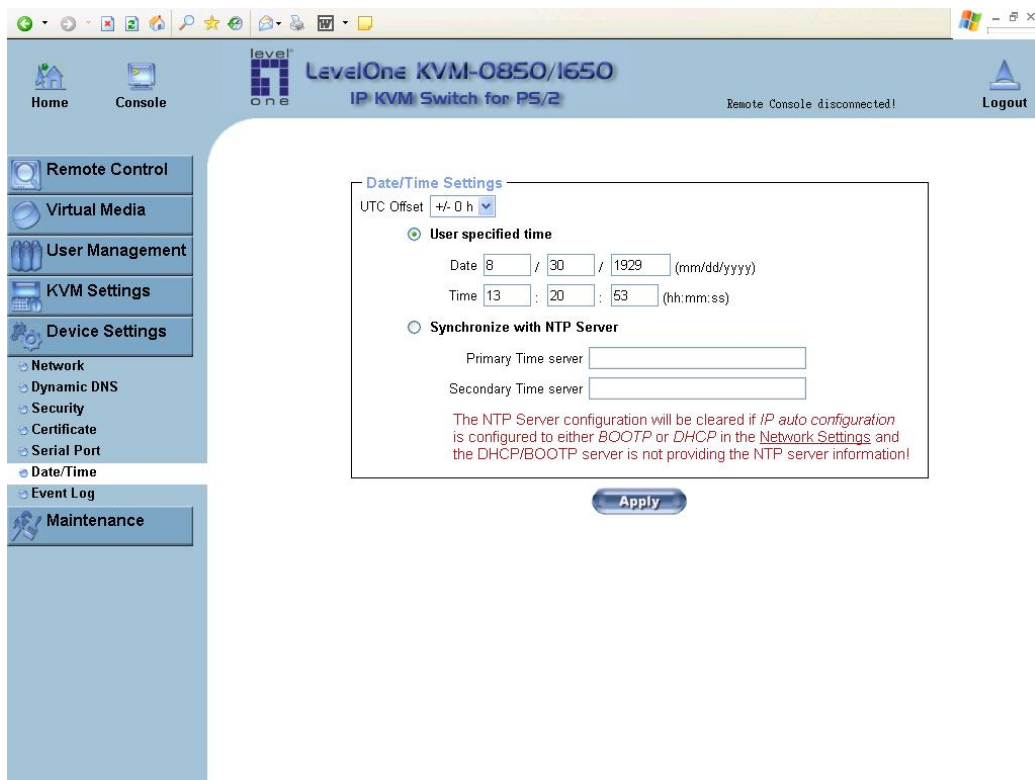 level
one
LevelOne KVM-0850/1650
IP KVM Switch for PS/2
Remote Console disconnected!
Home
Console
Logout
Remote Control
Virtual Media
User Management
KVM Settings
Device Settings
Network
Dynamic DNS
Security
Certificate
Serial Port
Date/Time
Event Log
Maintenance
Date/Time Settings
UTC Offset +/- 0 h
User specified time
Date 8 / 30 / 1929 (mm/dd/yyyy)
Time 13 : 20 : 53 (hh:mm:ss)
Synchronize with NTP Server
Primary Time server
Secondary Time server
The NTP Server configuration will be cleared if IP auto configuration
is configured to either BOOTP or DHCP in the Network Settings and
the DHCP/BOOTP server is not providing the NTP server information!
Apply